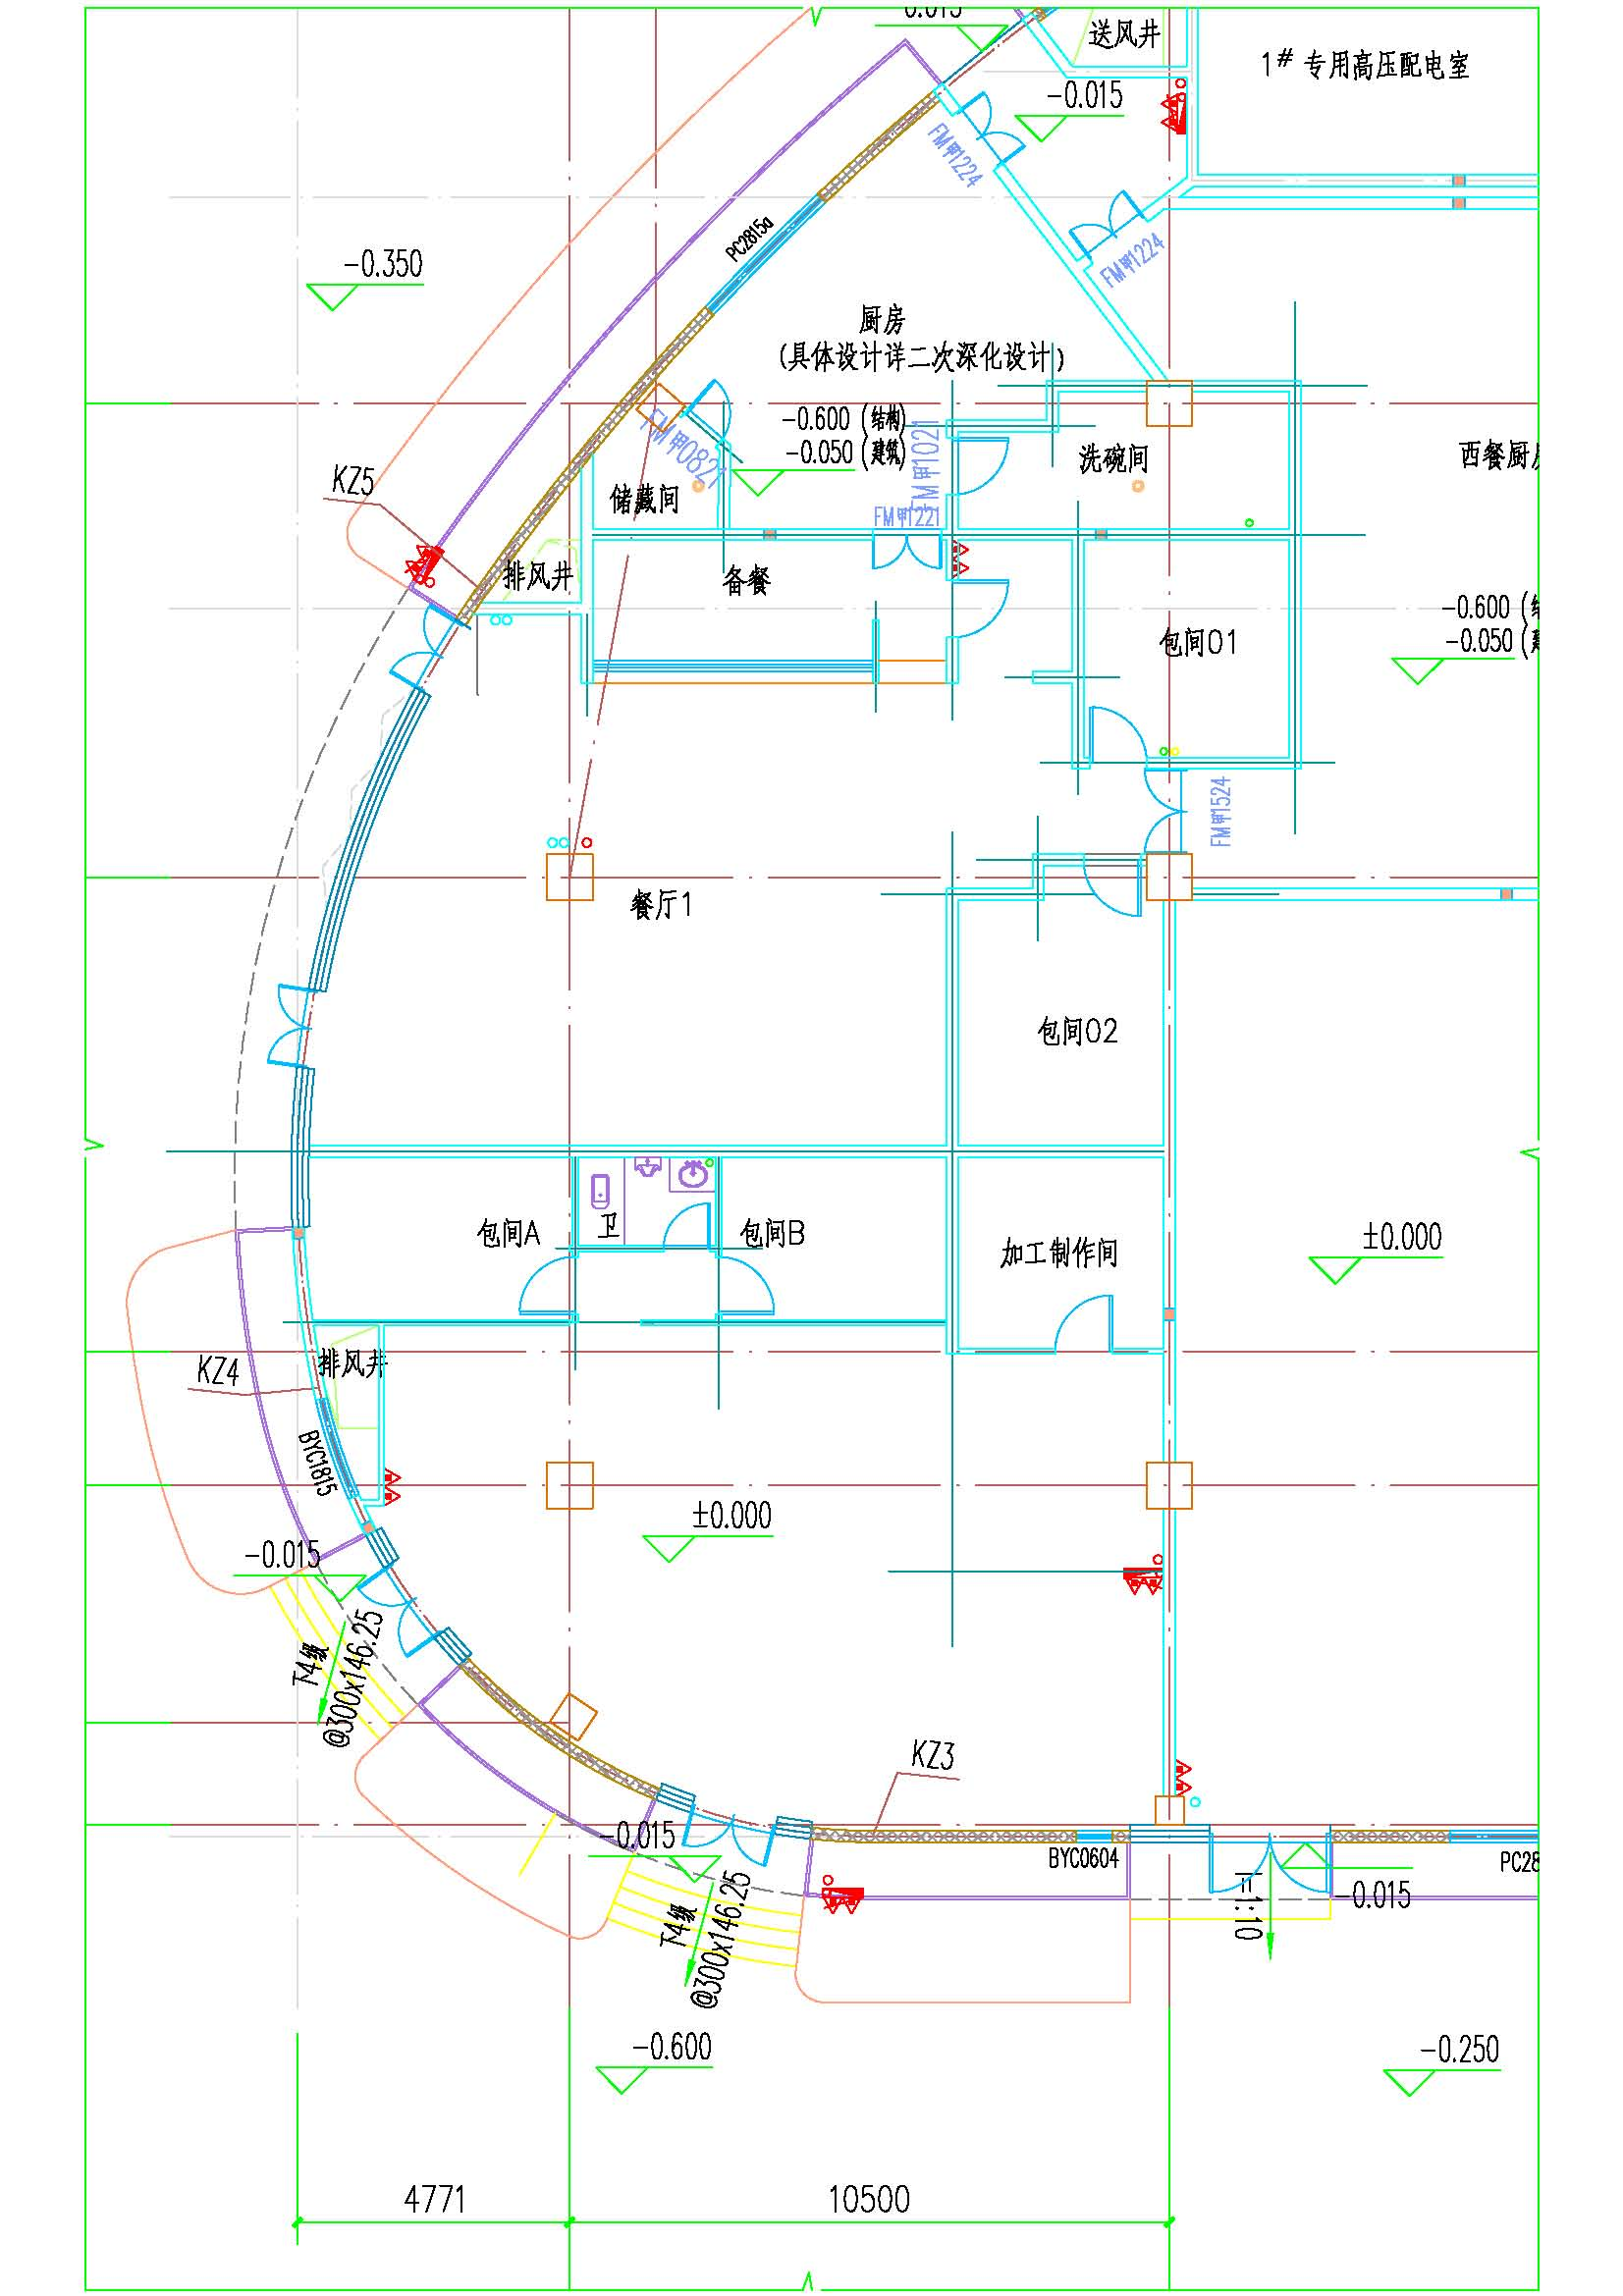 送风井
1# 专用高压配电室
-0.015
FM甲1224
PC2815a
FM甲1224
-0.350
厨房
(具体设计详二次深化设计)
-0.600 (结构)
-0.050 (建筑)
FM甲1021
FM甲0821
洗碗间
KZ5
储藏间
FM甲1221
排风井
备餐
包间01
-0.600
-0.050
FM甲1524
餐厅1
包间02
包间A
卫
包间B
加工制作间
±0.000
KZ4
排风井
BYC1815
±0.000
-0.015
下4级
@300x146.25
KZ3
-0.015
BYC0604
PC28
下4级
@300x146.25
i=1:10
-0.015
-0.600
-0.250
4771
10500